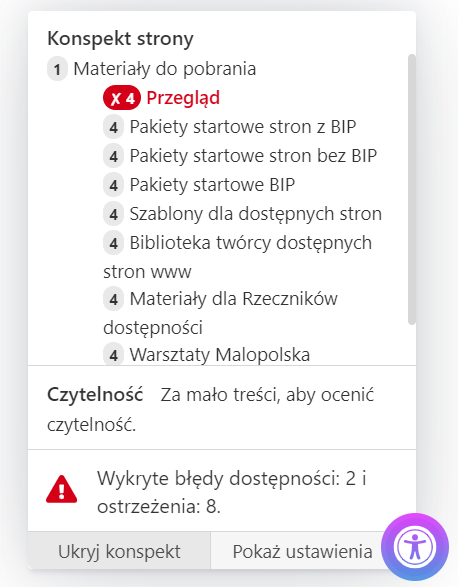 Konspekt strony
1 Materiały do pobrania
✗ 4 Przegląd
4 Pakiety startowe stron z BIP
4 Pakiety startowe stron bez BIP
4 Pakiety startowe BIP
4 Szablony dla dostępnych stron
4 Biblioteka twórcy dostępnych
stron www
4 Materiały dla Rzeczników
dostępności
4 Warsztaty Malopolska
Czytelność Za mało treści, aby ocenić
czytelność.
Wykryte błędy dostępności: 2 i
ostrzeżenia: 8.
Ukryj konspekt Pokaż ustawienia